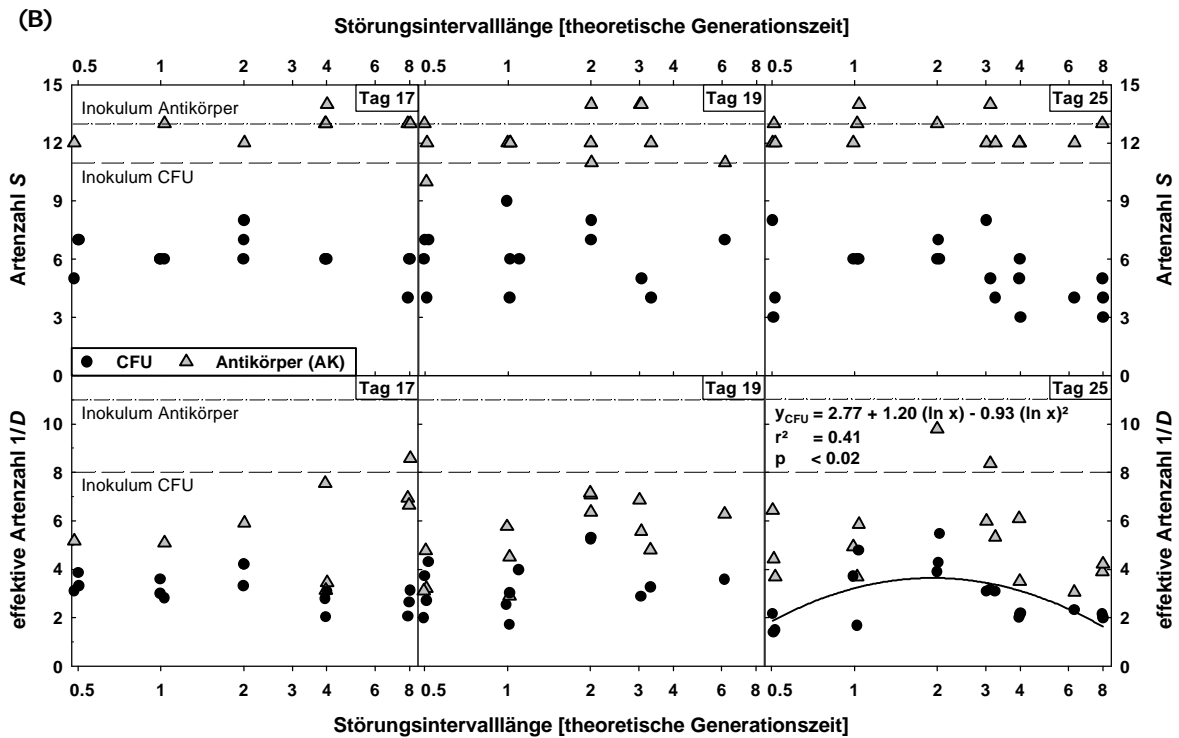 (B)
Störungsintervalllänge [theoretische Generationszeit]
0.5 1 2 3 4 6 8 0.5 1 2 3 4 6 8 0.5 1 2 3 4 6 8
15 Inokulum Antikörper Tag 17 Tag 19 Tag 25 15
12 12
Inokulum CFU
9 9
6 6
3 3
CFU Antikörper (AK)
0 0
Artenzahl S
Artenzahl S
Tag 17 Tag 19 Tag 25
Inokulum Antikörper
10 10
8 8
Inokulum CFU
6 6
4 4
2 2
0 0
effektive Artenzahl 1/D
effektive Artenzahl 1/D
yCFU = 2.77 + 1.20 (ln x) - 0.93 (ln x)²
r² = 0.41
p < 0.02
0.5 1 2 3 4 6 8 0.5 1 2 3 4 6 8 0.5 1 2 3 4 6 8
Störungsintervalllänge [theoretische Generationszeit]